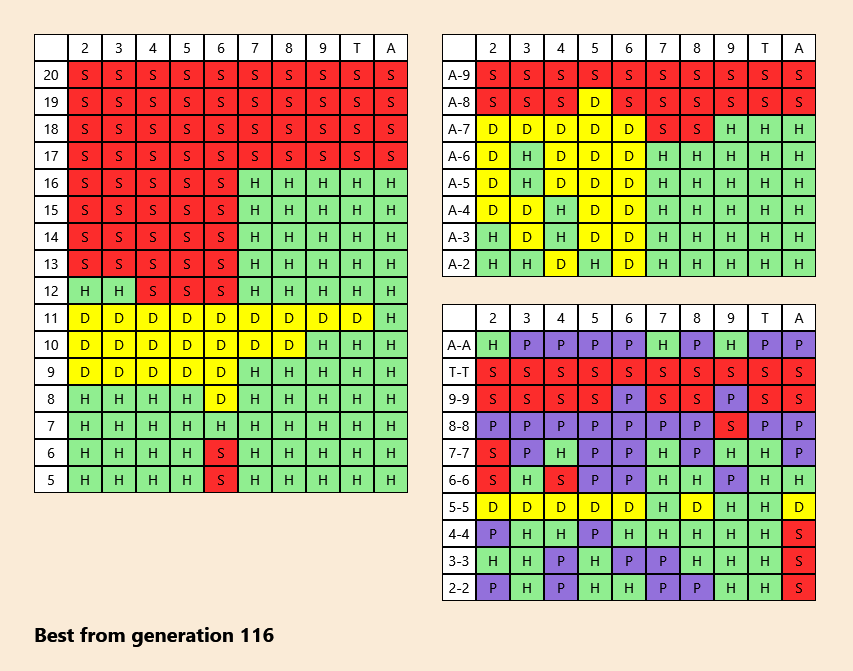 2 3 4 5 6 7 8 9 T A
20 S S S S S S S S S S
19 S S S S S S S S S S
18 S S S S S S S S S S
17 S S S S S S S S S S
16 S S S S S H H H H H
15 S S S S S H H H H H
14 S S S S S H H H H H
13 S S S S S H H H H H
12 H H S S S H H H H H
11 D D D D D D D D D H
10 D D D D D D D H H H
9 D D D D D H H H H H
8 H H H H D H H H H H
7 H H H H H H H H H H
6 H H H H S H H H H H
5 H H H H S H H H H H
2 3 4 5 6 7 8 9 T A
A-9 S S S S S S S S S S
A-8 S S S D S S S S S S
A-7 D D D D D S S H H H
A-6 D H D D D H H H H H
A-5 D H D D D H H H H H
A-4 D D H D D H H H H H
A-3 H D H D D H H H H H
A-2 H H D H D H H H H H
2 3 4 5 6 7 8 9 T A
A-A H P P P P H P H P P
T-T S S S S S S S S S S
9-9 S S S S P S S P S S
8-8 P P P P P P P S P P
7-7 S P H P P H P H H P
6-6 S H S P P H H P H H
5-5 D D D D D H D H H D
4-4 P H H P H H H H H S
3-3 H H P H P P H H H S
2-2 P H P H H P P H H S
Best from generation 116